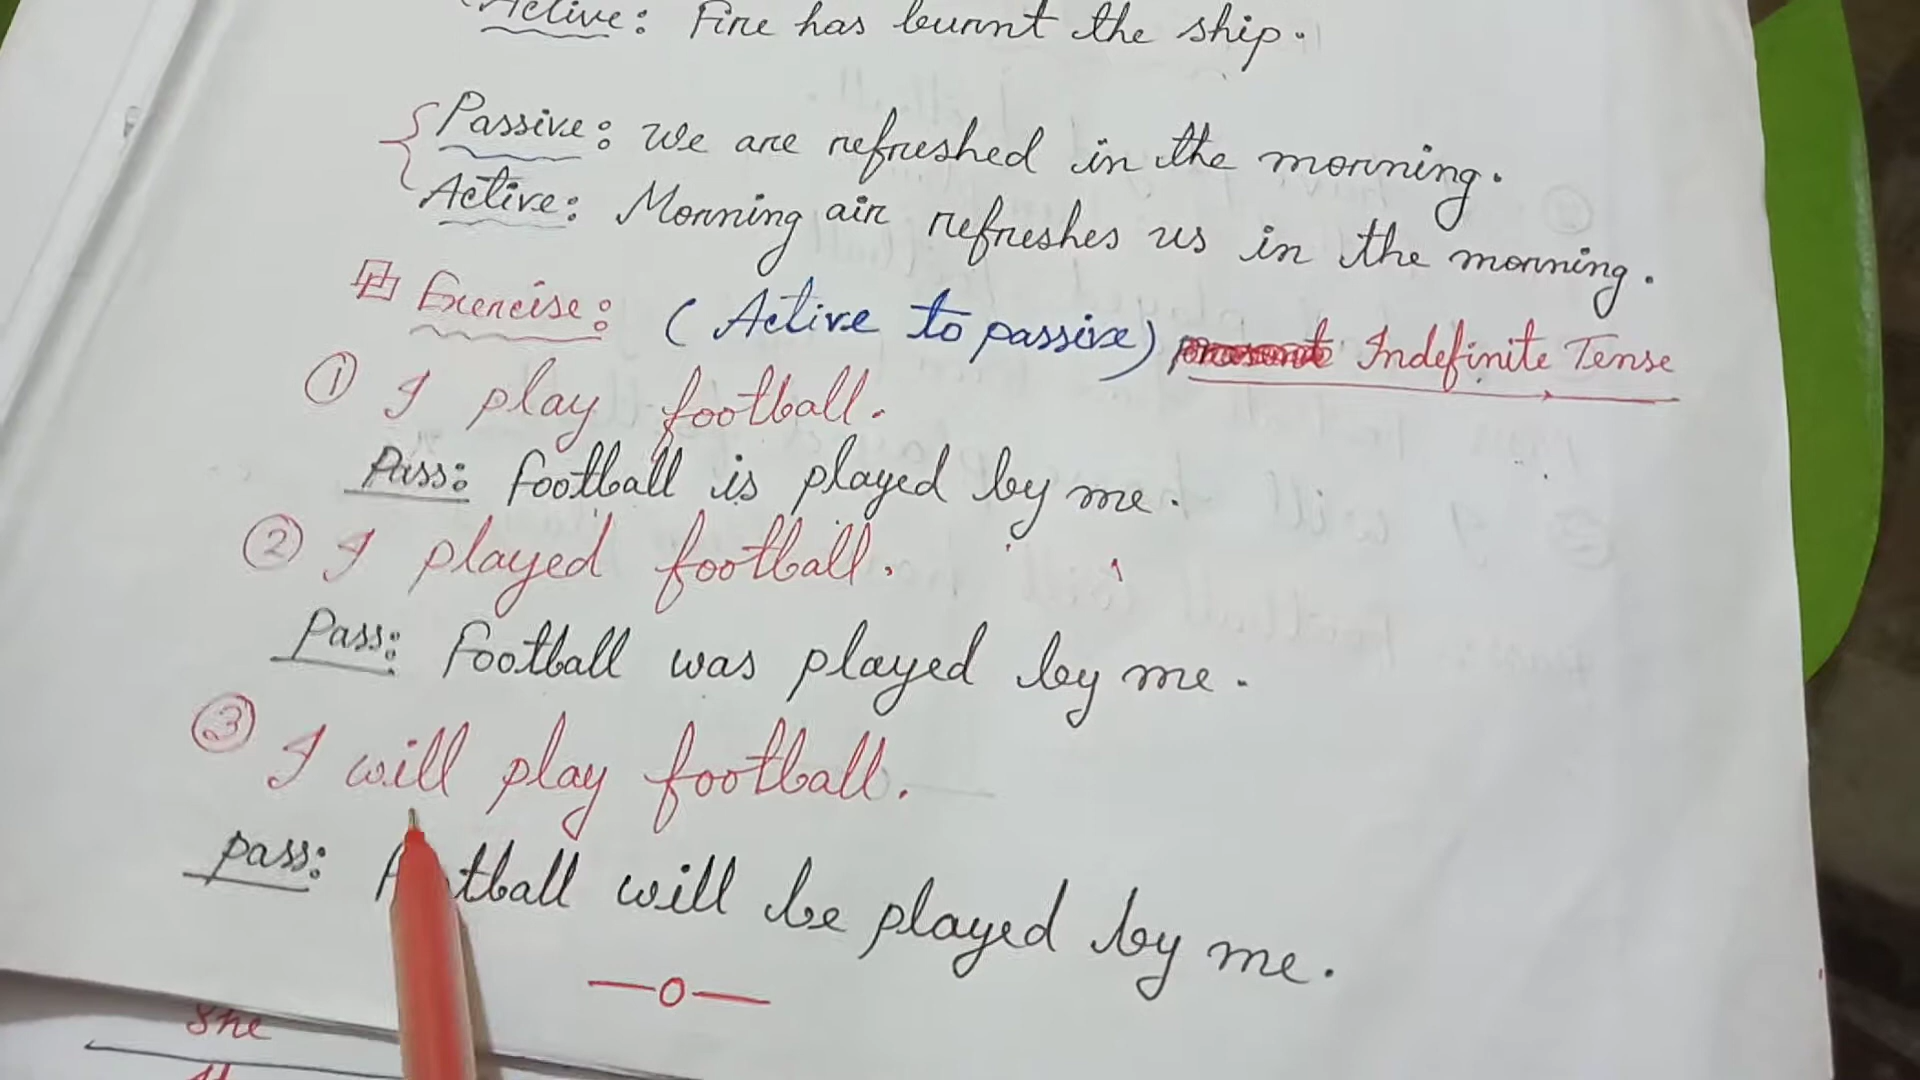 Active: Fire has burnt the ship.
Passive: We are refreshed in the morning.
Active: Morning air refreshes us in the morning.
Exercise: (Active to passive) Indefinite Tense
① I play football.
Pass: Football is played by me.
② I played football.
Pass: Football was played by me.
③ I will play football.
Pass: Football will be played by me.
—o—
She